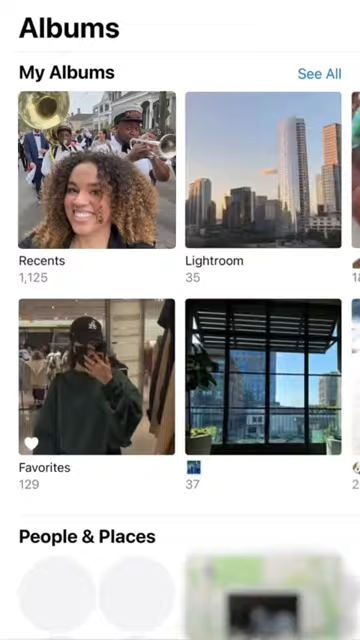 Albums
My Albums
See All
Recents
Lightroom
1,125
35
Favorites
129
37
People & Places